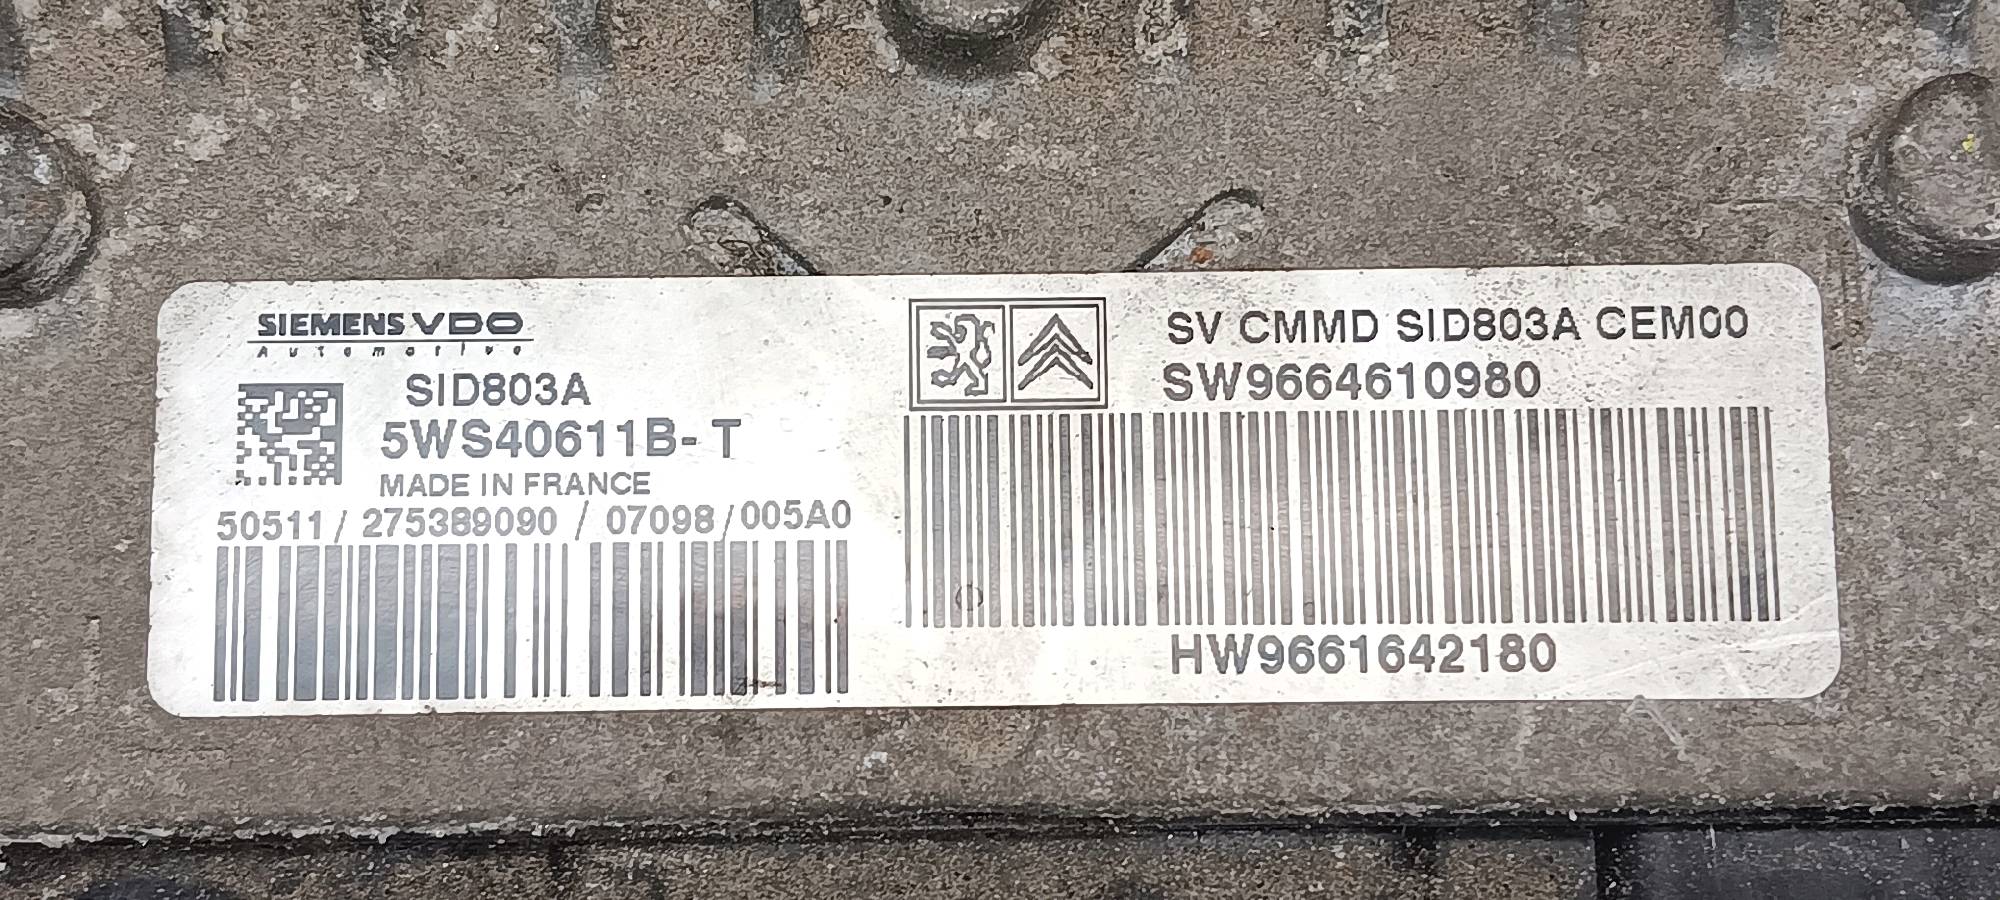 SIEMENS VDO
Automotive
SID803A
5WS40611B-T
MADE IN FRANCE
50511 / 275389090 / 07098 / 005A0
SV CMMD SID803A CEM00
SW9664610980
HW9661642180